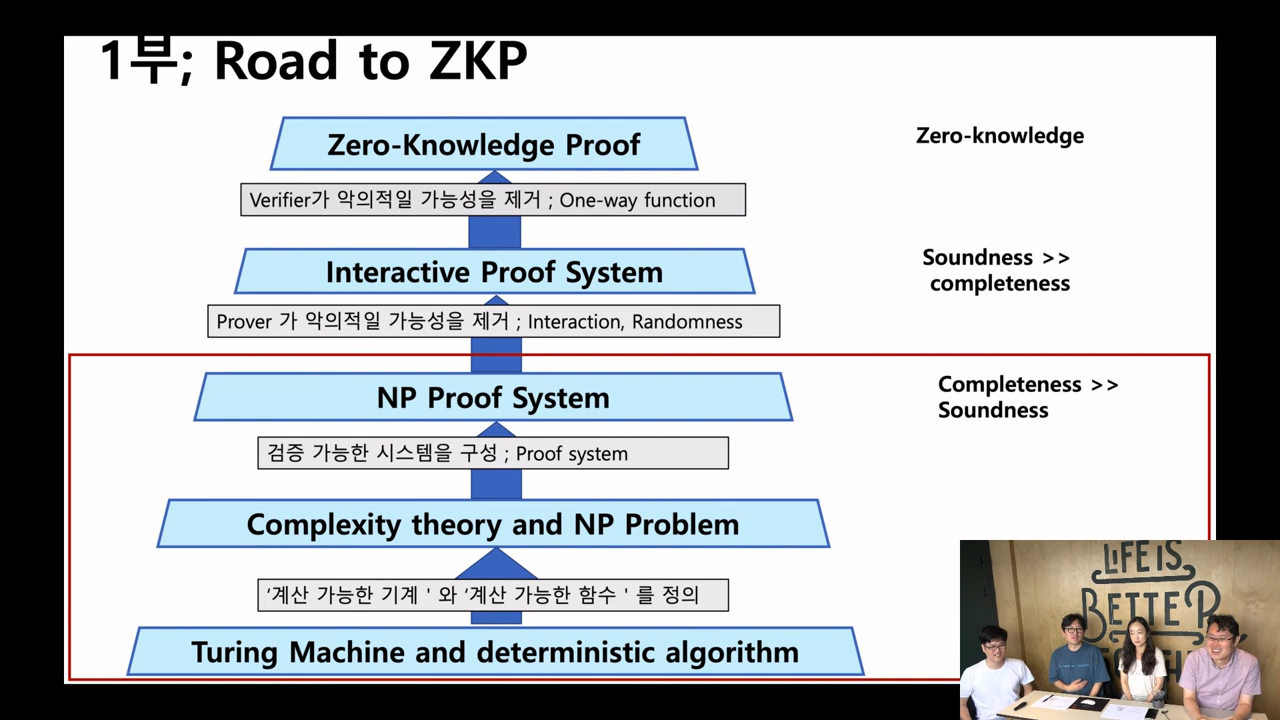 1부; Road to ZKP
Zero-Knowledge Proof
Zero-knowledge
Verifier가 악의적일 가능성을 제거 ; One-way function
Interactive Proof System
Soundness >>
completeness
Prover 가 악의적일 가능성을 제거 ; Interaction, Randomness
NP Proof System
Completeness >>
Soundness
검증 가능한 시스템을 구성 ; Proof system
Complexity theory and NP Problem
‘계산 가능한 기계 ' 와 ‘계산 가능한 함수 ' 를 정의
Turing Machine and deterministic algorithm
LIFE IS
BETTER